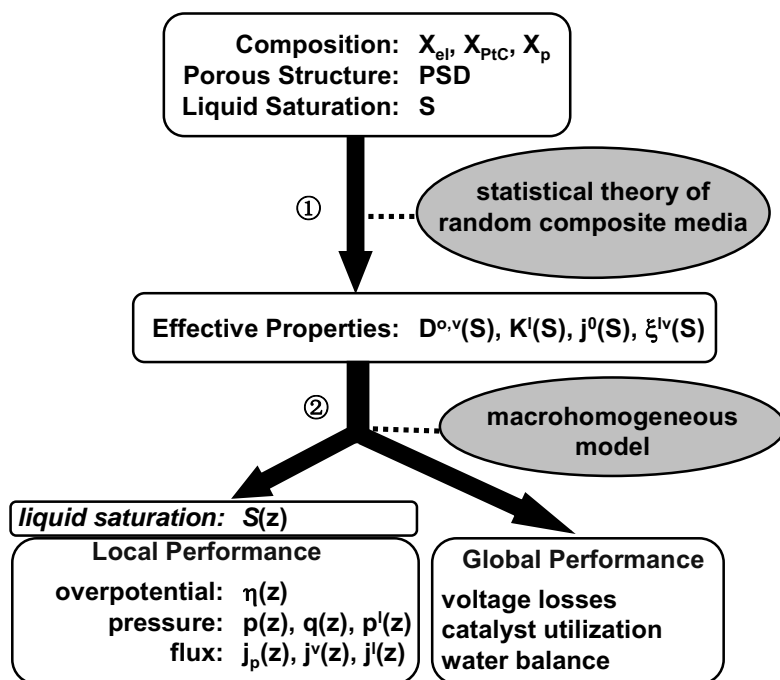 Composition: X_el, X_PtC, X_p
Porous Structure: PSD
Liquid Saturation: S
①
statistical theory of
random composite media
Effective Properties: D^o,v(S), K^l(S), j^0(S), ξ^lv(S)
②
macrohomogeneous
model
liquid saturation: S(z)
Local Performance
overpotential: η(z)
pressure: p(z), q(z), p^l(z)
flux: j_p(z), j^v(z), j^l(z)
Global Performance
voltage losses
catalyst utilization
water balance